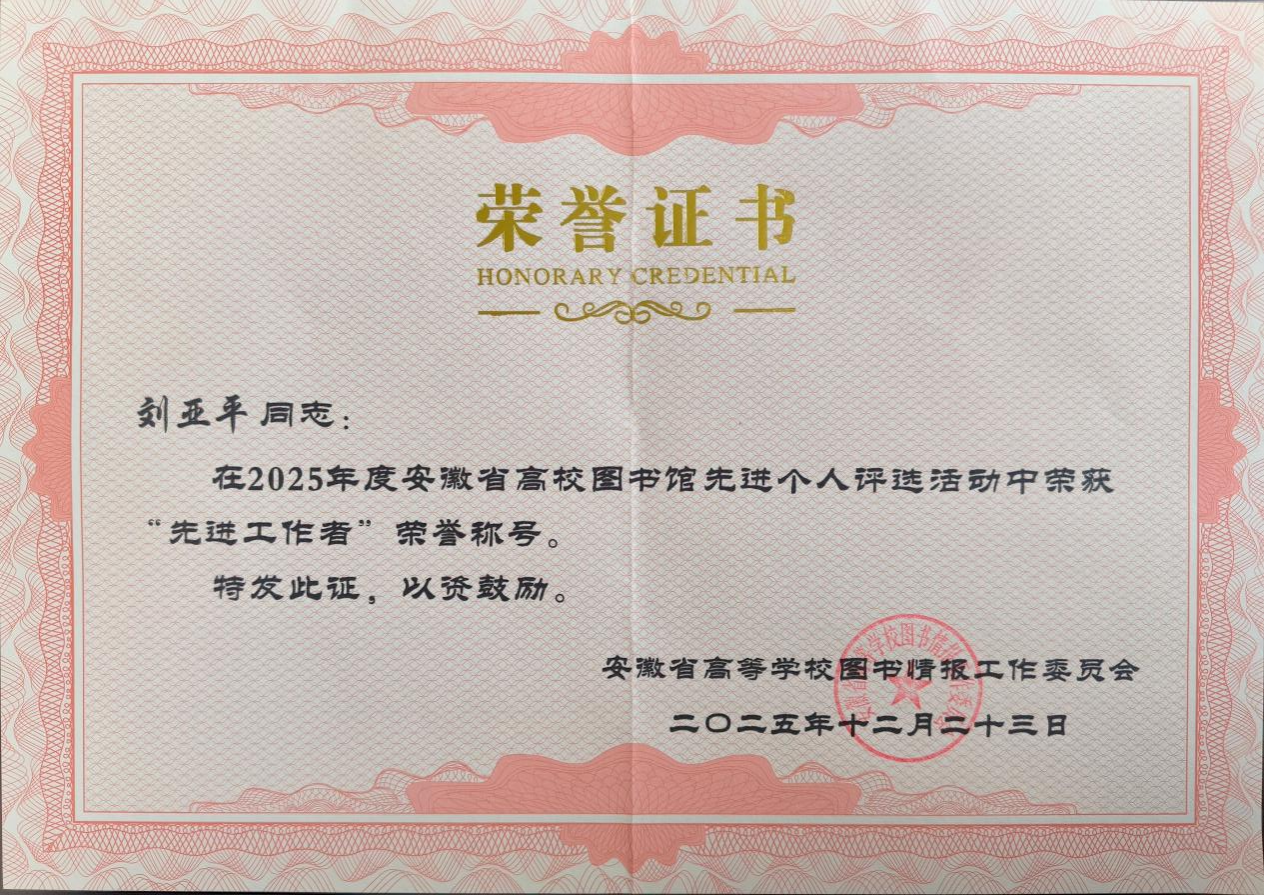 荣誉证书
HONORARY CREDENTIAL
刘亚平 同志：
在2025年度安徽省高校图书馆先进个人评选活动中荣获
“先进工作者”荣誉称号。
特发此证，以资鼓励。
安徽省高等学校图书情报工作委员会
二〇二五年十二月二十三日